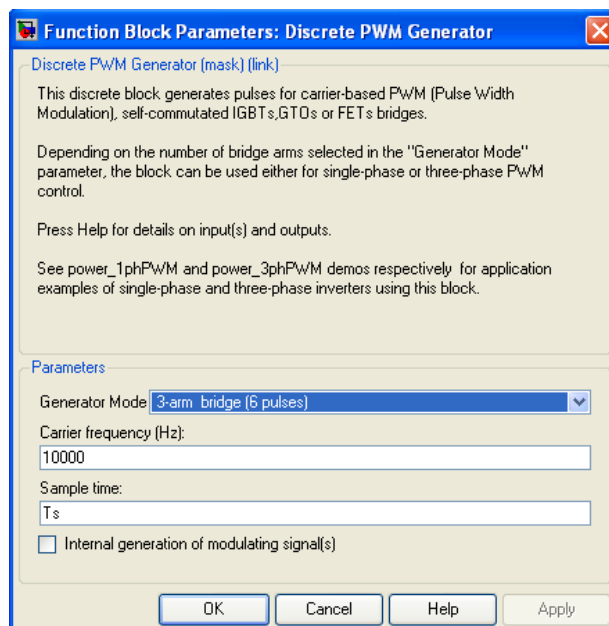 Function Block Parameters: Discrete PWM Generator
Discrete PWM Generator (mask) (link)
This discrete block generates pulses for carrier-based PWM (Pulse Width
Modulation), self-commutated IGBTs,GTOs or FETs bridges.
Depending on the number of bridge arms selected in the "Generator Mode"
parameter, the block can be used either for single-phase or three-phase PWM
control.
Press Help for details on input(s) and outputs.
See power_1phPWM and power_3phPWM demos respectively for application
examples of single-phase and three-phase inverters using this block.
Parameters
Generator Mode 3-arm bridge (6 pulses)
Carrier frequency (Hz):
10000
Sample time:
Ts
Internal generation of modulating signal(s)
OK Cancel Help Apply